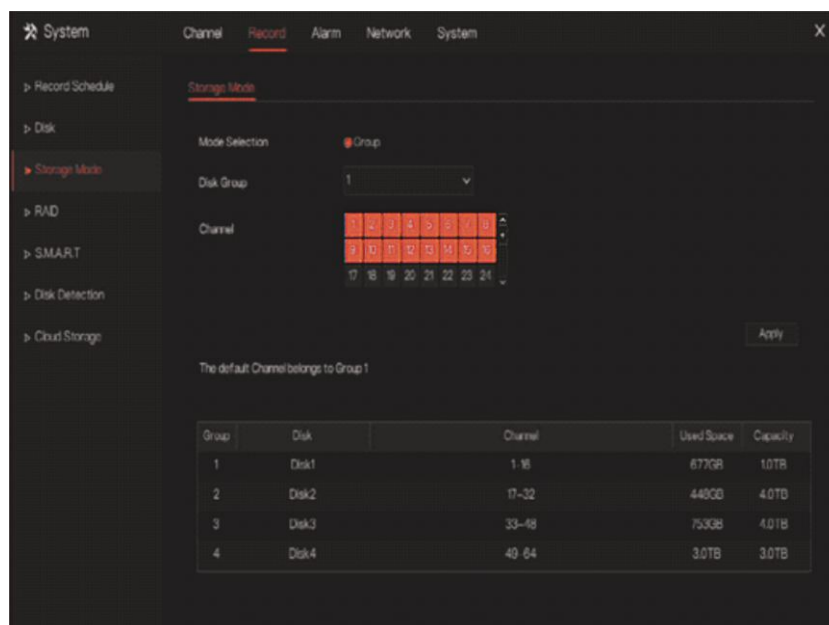 System
Channel Record Alarm Network System X
Record Schedule
Disk
Storage Mode
RAID
S.M.A.R.T
Disk Detection
Cloud Storage
Storage Mode
Mode Selection Group
Disk Group 1
Channel
1 2 3 4 5 6 7 8
9 10 11 12 13 14 15 16
17 18 19 20 21 22 23 24
Apply
The default Channel belongs to Group 1
Group Disk Channel Used Space Capacity
1 Disk1 1-16 677GB 1.0TB
2 Disk2 17-32 448GB 4.0TB
3 Disk3 33-48 753GB 4.0TB
4 Disk4 49-64 3.0TB 3.0TB